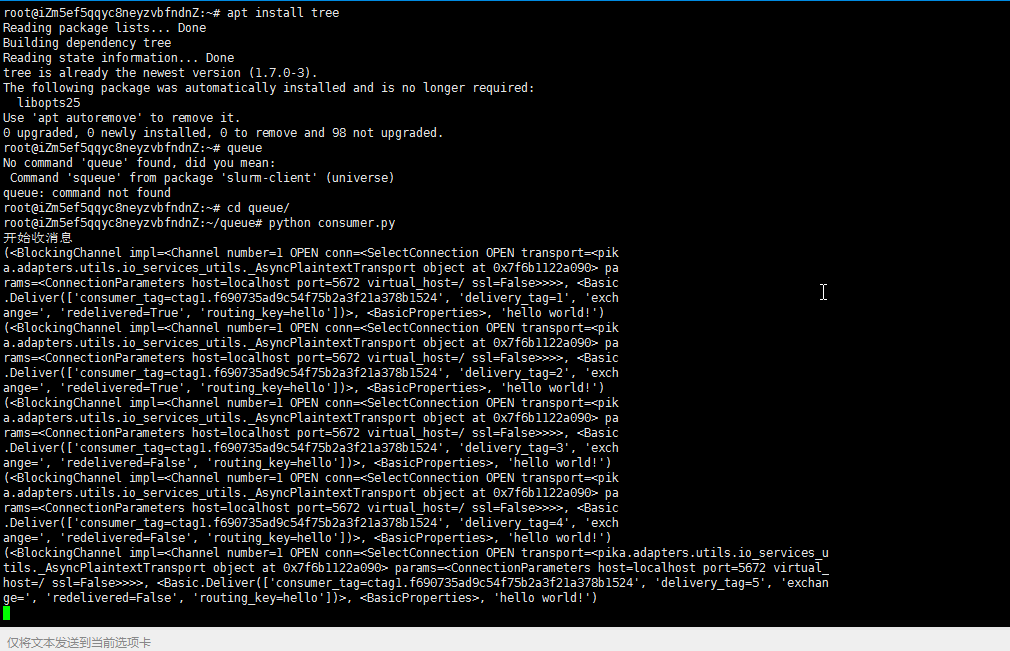 root@iZm5ef5qqyc8neyzvbfndnZ:~# apt install tree
Reading package lists... Done
Building dependency tree
Reading state information... Done
tree is already the newest version (1.7.0-3).
The following package was automatically installed and is no longer required:
  libopts25
Use 'apt autoremove' to remove it.
0 upgraded, 0 newly installed, 0 to remove and 98 not upgraded.
root@iZm5ef5qqyc8neyzvbfndnZ:~# queue
No command 'queue' found, did you mean:
 Command 'squeue' from package 'slurm-client' (universe)
queue: command not found
root@iZm5ef5qqyc8neyzvbfndnZ:~# cd queue/
root@iZm5ef5qqyc8neyzvbfndnZ:~/queue# python consumer.py
开始收消息
(<BlockingChannel impl=<Channel number=1 OPEN conn=<SelectConnection OPEN transport=<pik
a.adapters.utils.io_services_utils._AsyncPlaintextTransport object at 0x7f6b1122a090> pa
rams=<ConnectionParameters host=localhost port=5672 virtual_host=/ ssl=False>>>>, <Basic
.Deliver(['consumer_tag=ctag1.f690735ad9c54f75b2a3f21a378b1524', 'delivery_tag=1', 'exch
ange=', 'redelivered=True', 'routing_key=hello'])>, <BasicProperties>, 'hello world!')
(<BlockingChannel impl=<Channel number=1 OPEN conn=<SelectConnection OPEN transport=<pik
a.adapters.utils.io_services_utils._AsyncPlaintextTransport object at 0x7f6b1122a090> pa
rams=<ConnectionParameters host=localhost port=5672 virtual_host=/ ssl=False>>>>, <Basic
.Deliver(['consumer_tag=ctag1.f690735ad9c54f75b2a3f21a378b1524', 'delivery_tag=2', 'exch
ange=', 'redelivered=True', 'routing_key=hello'])>, <BasicProperties>, 'hello world!')
(<BlockingChannel impl=<Channel number=1 OPEN conn=<SelectConnection OPEN transport=<pik
a.adapters.utils.io_services_utils._AsyncPlaintextTransport object at 0x7f6b1122a090> pa
rams=<ConnectionParameters host=localhost port=5672 virtual_host=/ ssl=False>>>>, <Basic
.Deliver(['consumer_tag=ctag1.f690735ad9c54f75b2a3f21a378b1524', 'delivery_tag=3', 'exch
ange=', 'redelivered=False', 'routing_key=hello'])>, <BasicProperties>, 'hello world!')
(<BlockingChannel impl=<Channel number=1 OPEN conn=<SelectConnection OPEN transport=<pik
a.adapters.utils.io_services_utils._AsyncPlaintextTransport object at 0x7f6b1122a090> pa
rams=<ConnectionParameters host=localhost port=5672 virtual_host=/ ssl=False>>>>, <Basic
.Deliver(['consumer_tag=ctag1.f690735ad9c54f75b2a3f21a378b1524', 'delivery_tag=4', 'exch
ange=', 'redelivered=False', 'routing_key=hello'])>, <BasicProperties>, 'hello world!')
(<BlockingChannel impl=<Channel number=1 OPEN conn=<SelectConnection OPEN transport=<pika.adapters.utils.io_services_u
tils._AsyncPlaintextTransport object at 0x7f6b1122a090> params=<ConnectionParameters host=localhost port=5672 virtual_
host=/ ssl=False>>>>, <Basic.Deliver(['consumer_tag=ctag1.f690735ad9c54f75b2a3f21a378b1524', 'delivery_tag=5', 'exchan
ge=', 'redelivered=False', 'routing_key=hello'])>, <BasicProperties>, 'hello world!')
仅将文本发送到当前选项卡